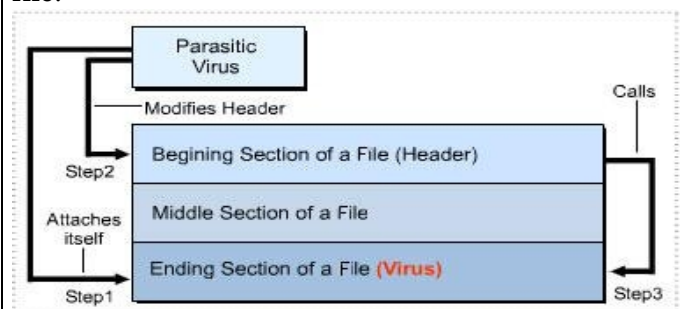 Parasitic
Virus
Modifies Header
Calls
Begining Section of a File (Header)
Step2
Middle Section of a File
Attaches
itself
Ending Section of a File (Virus)
Step1
Step3